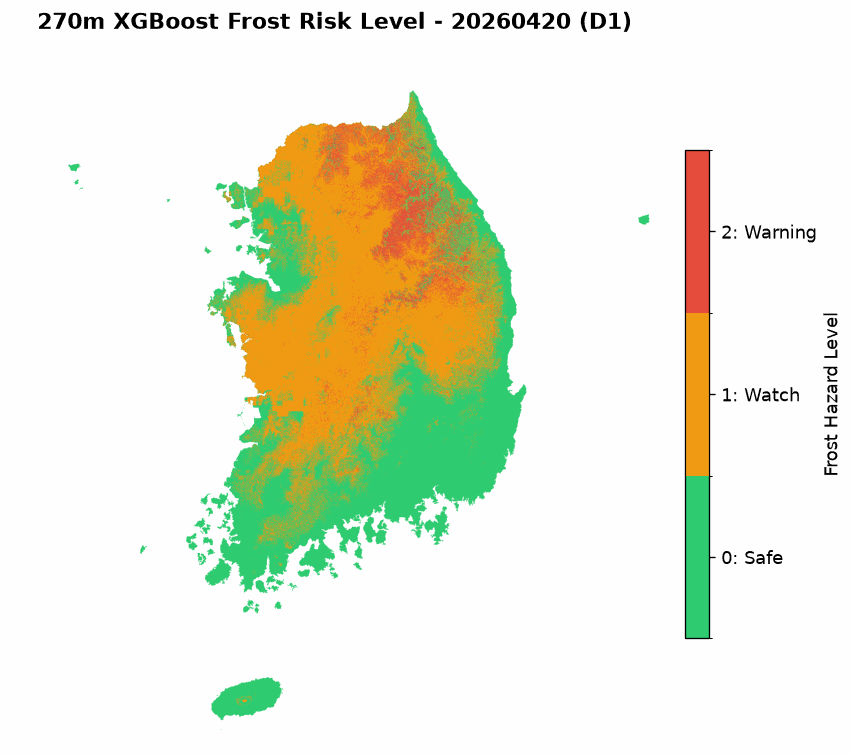 270m XGBoost Frost Risk Level - 20260420 (D1)
2: Warning
1: Watch
0: Safe
Frost Hazard Level